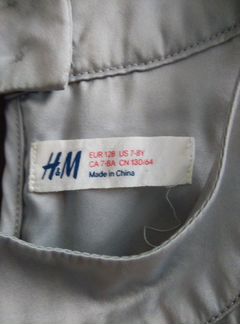 H&M
EUR 128 US 7-8Y
CA 7-8A CN 130/64
Made in China